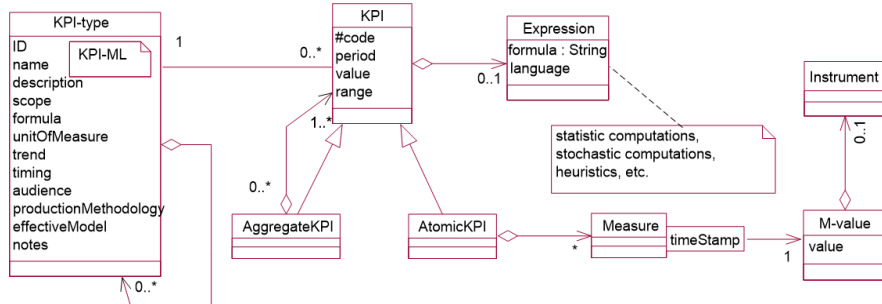 KPI-type
ID
name
description
scope
formula
unitOfMeasure
trend
timing
audience
productionMethodology
effectiveModel
notes
KPI-ML
1
0..*
0..*
KPI
#code
period
value
range
1..*
0..*
AggregateKPI
AtomicKPI
0..1
Expression
formula : String
language
statistic computations,
stochastic computations,
heuristics, etc.
*
Measure
timeStamp
1
Instrument
0..1
M-value
value